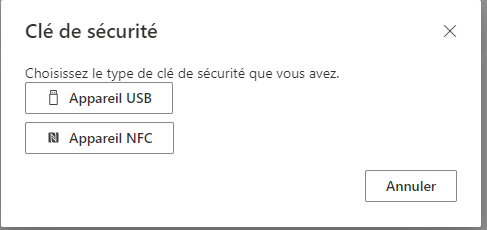 Clé de sécurité
Choisissez le type de clé de sécurité que vous avez.
Appareil USB
Appareil NFC
Annuler